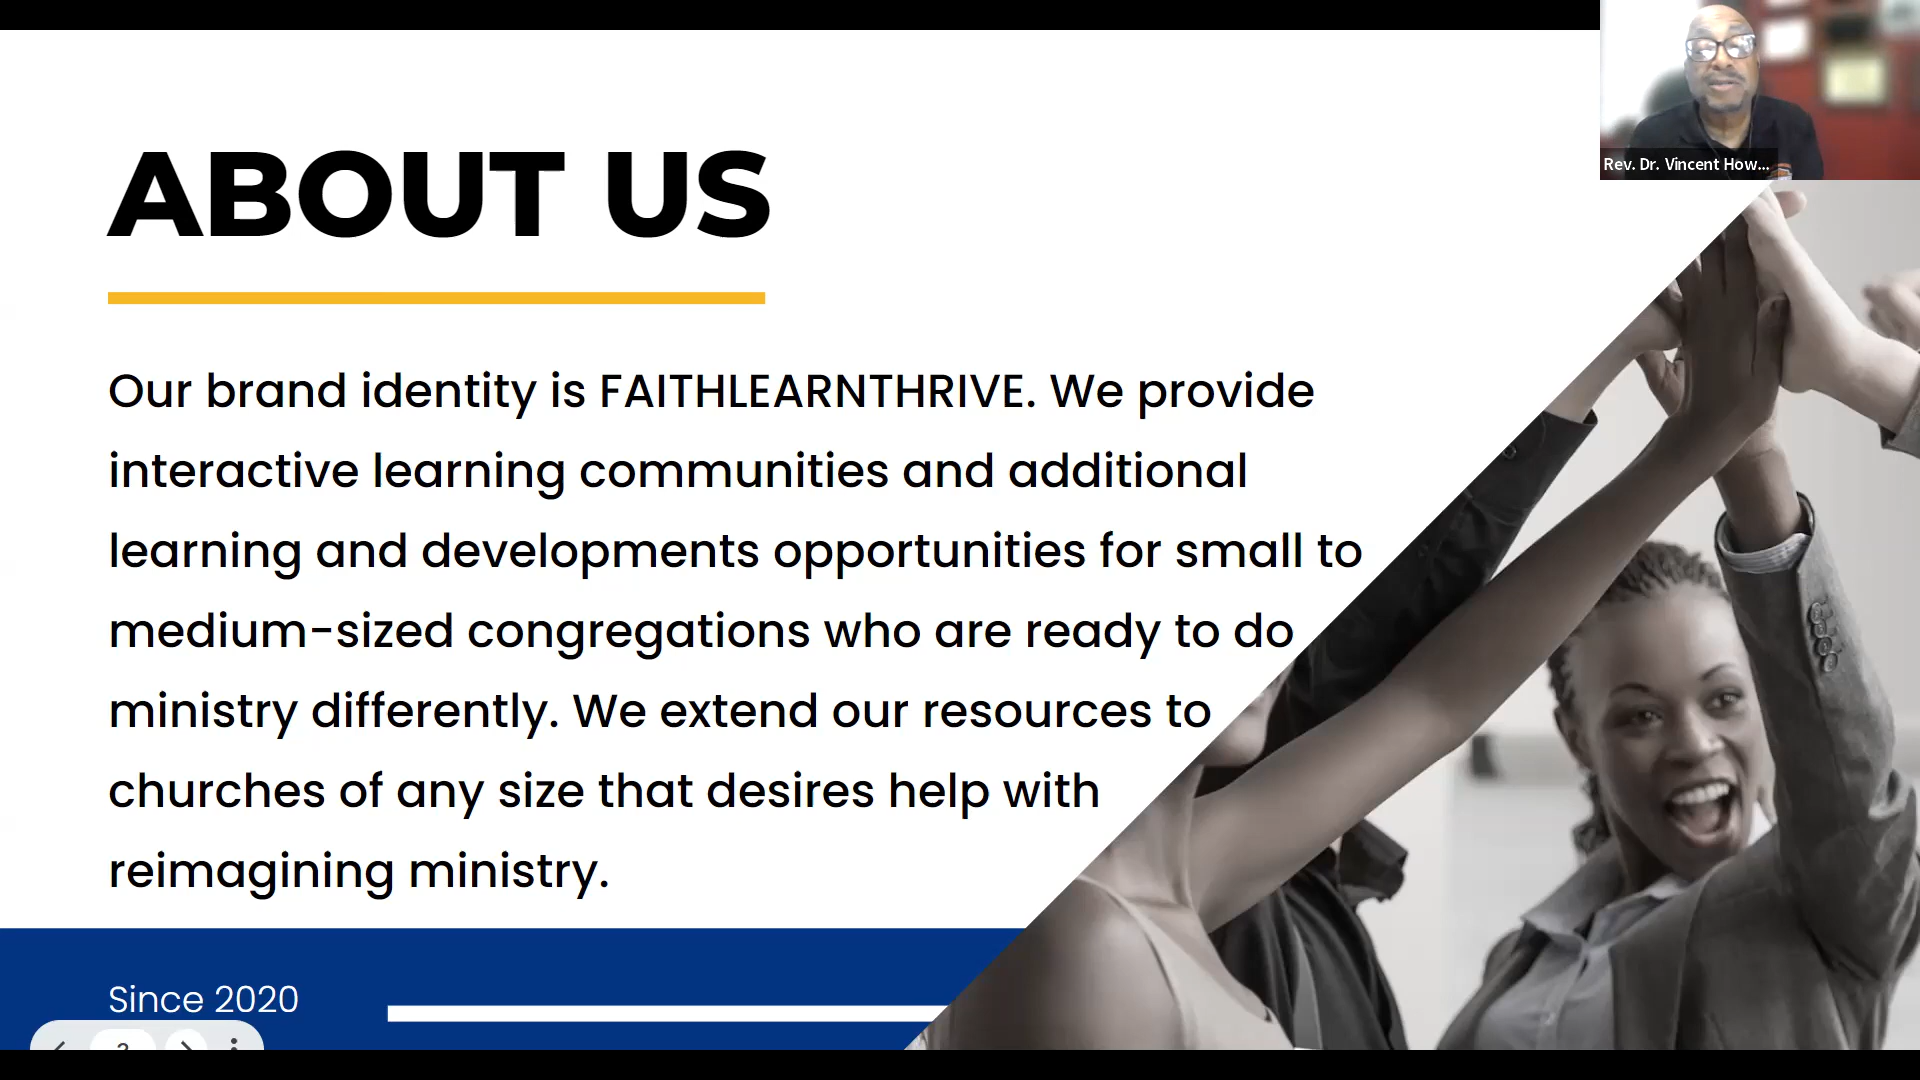 Rev. Dr. Vincent How...
ABOUT US
Our brand identity is FAITHLEARNTHRIVE. We provide
interactive learning communities and additional
learning and developments opportunities for small to
medium-sized congregations who are ready to do
ministry differently. We extend our resources to
churches of any size that desires help with
reimagining ministry.
Since 2020